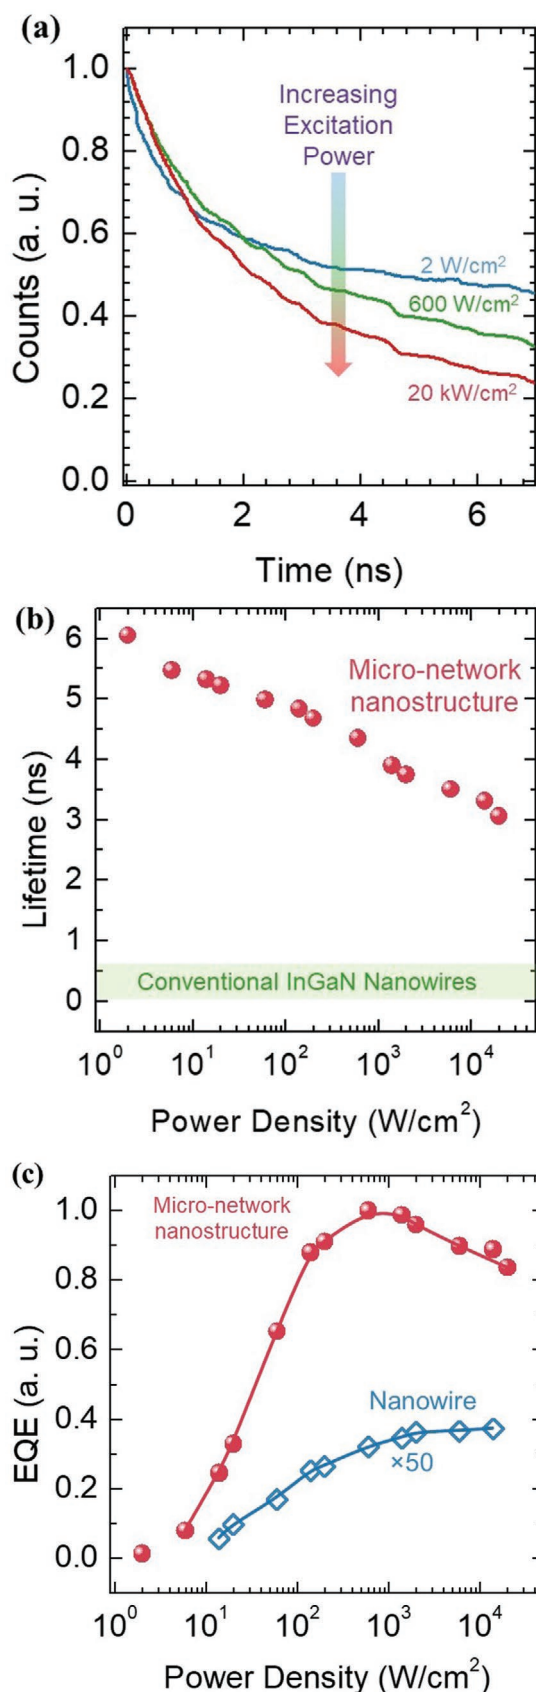 (a)
1.0
0.8
0.6
0.4
0.2
0.0
Counts (a. u.)
Increasing
Excitation
Power
2 W/cm²
600 W/cm²
20 kW/cm²
0 2 4 6
Time (ns)
(b)
6
5
4
3
2
1
0
Lifetime (ns)
Micro-network
nanostructure
Conventional InGaN Nanowires
10⁰ 10¹ 10² 10³ 10⁴
Power Density (W/cm²)
(c)
1.0
0.8
0.6
0.4
0.2
0.0
EQE (a. u.)
Micro-network
nanostructure
Nanowire
×50
10⁰ 10¹ 10² 10³ 10⁴
Power Density (W/cm²)